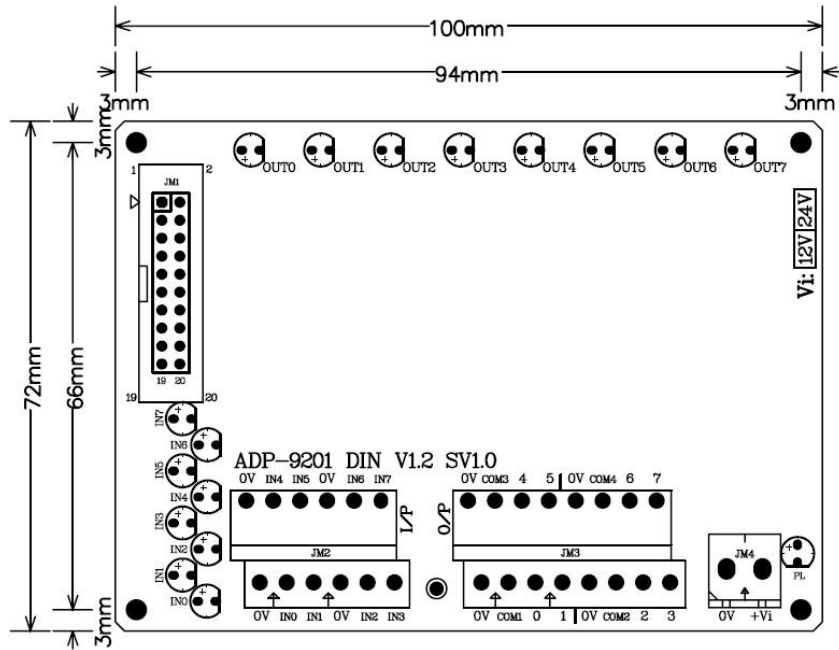 100mm
94mm
3mm 3mm
3mm
72mm
66mm
3mm
OUT0 OUT1 OUT2 OUT3 OUT4 OUT5 OUT6 OUT7
1 2
JM1
19 20
19 20
Vi: 12V 24V
IN7
IN6
IN5
IN4
IN3
IN2
IN1
IN0
ADP-9201 DIN V1.2 SV1.0
0V IN4 IN5 0V IN6 IN7
I/P
JM2
0V IN0 IN1 0V IN2 IN3
0V COM3 4 5 0V COM4 6 7
O/P
JM3
0V COM1 0 1 0V COM2 2 3
JM4
0V +Vi
PL